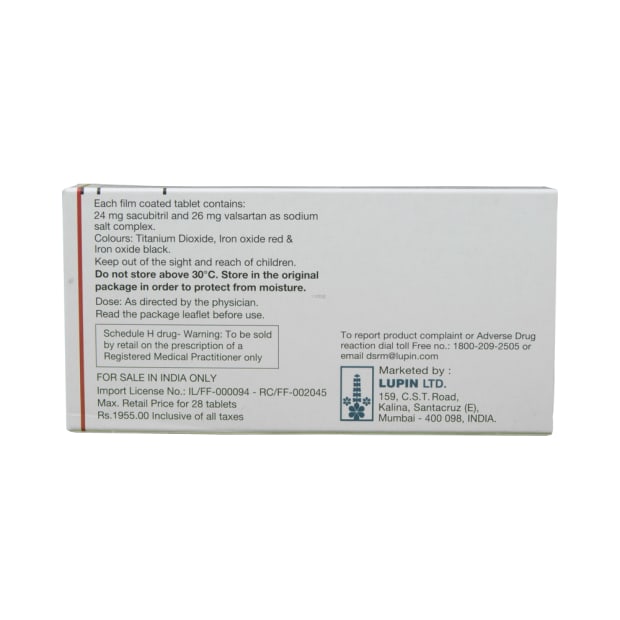 Each film coated tablet contains:
24 mg sacubitril and 26 mg valsartan as sodium
salt complex.
Colours: Titanium Dioxide, Iron oxide red &
Iron oxide black.
Keep out of the sight and reach of children.
Do not store above 30°C. Store in the original
package in order to protect from moisture.
Dose: As directed by the physician.
Read the package leaflet before use.
Schedule H drug- Warning: To be sold
by retail on the prescription of a
Registered Medical Practitioner only
FOR SALE IN INDIA ONLY
Import License No.: IL/FF-000094 - RC/FF-002045
Max. Retail Price for 28 tablets
Rs.1955.00 Inclusive of all taxes
To report product complaint or Adverse Drug
reaction dial toll Free no.: 1800-209-2505 or
email dsrm@lupin.com
Marketed by :
LUPIN LTD.
159, C.S.T. Road,
Kalina, Santacruz (E),
Mumbai - 400 098, INDIA.